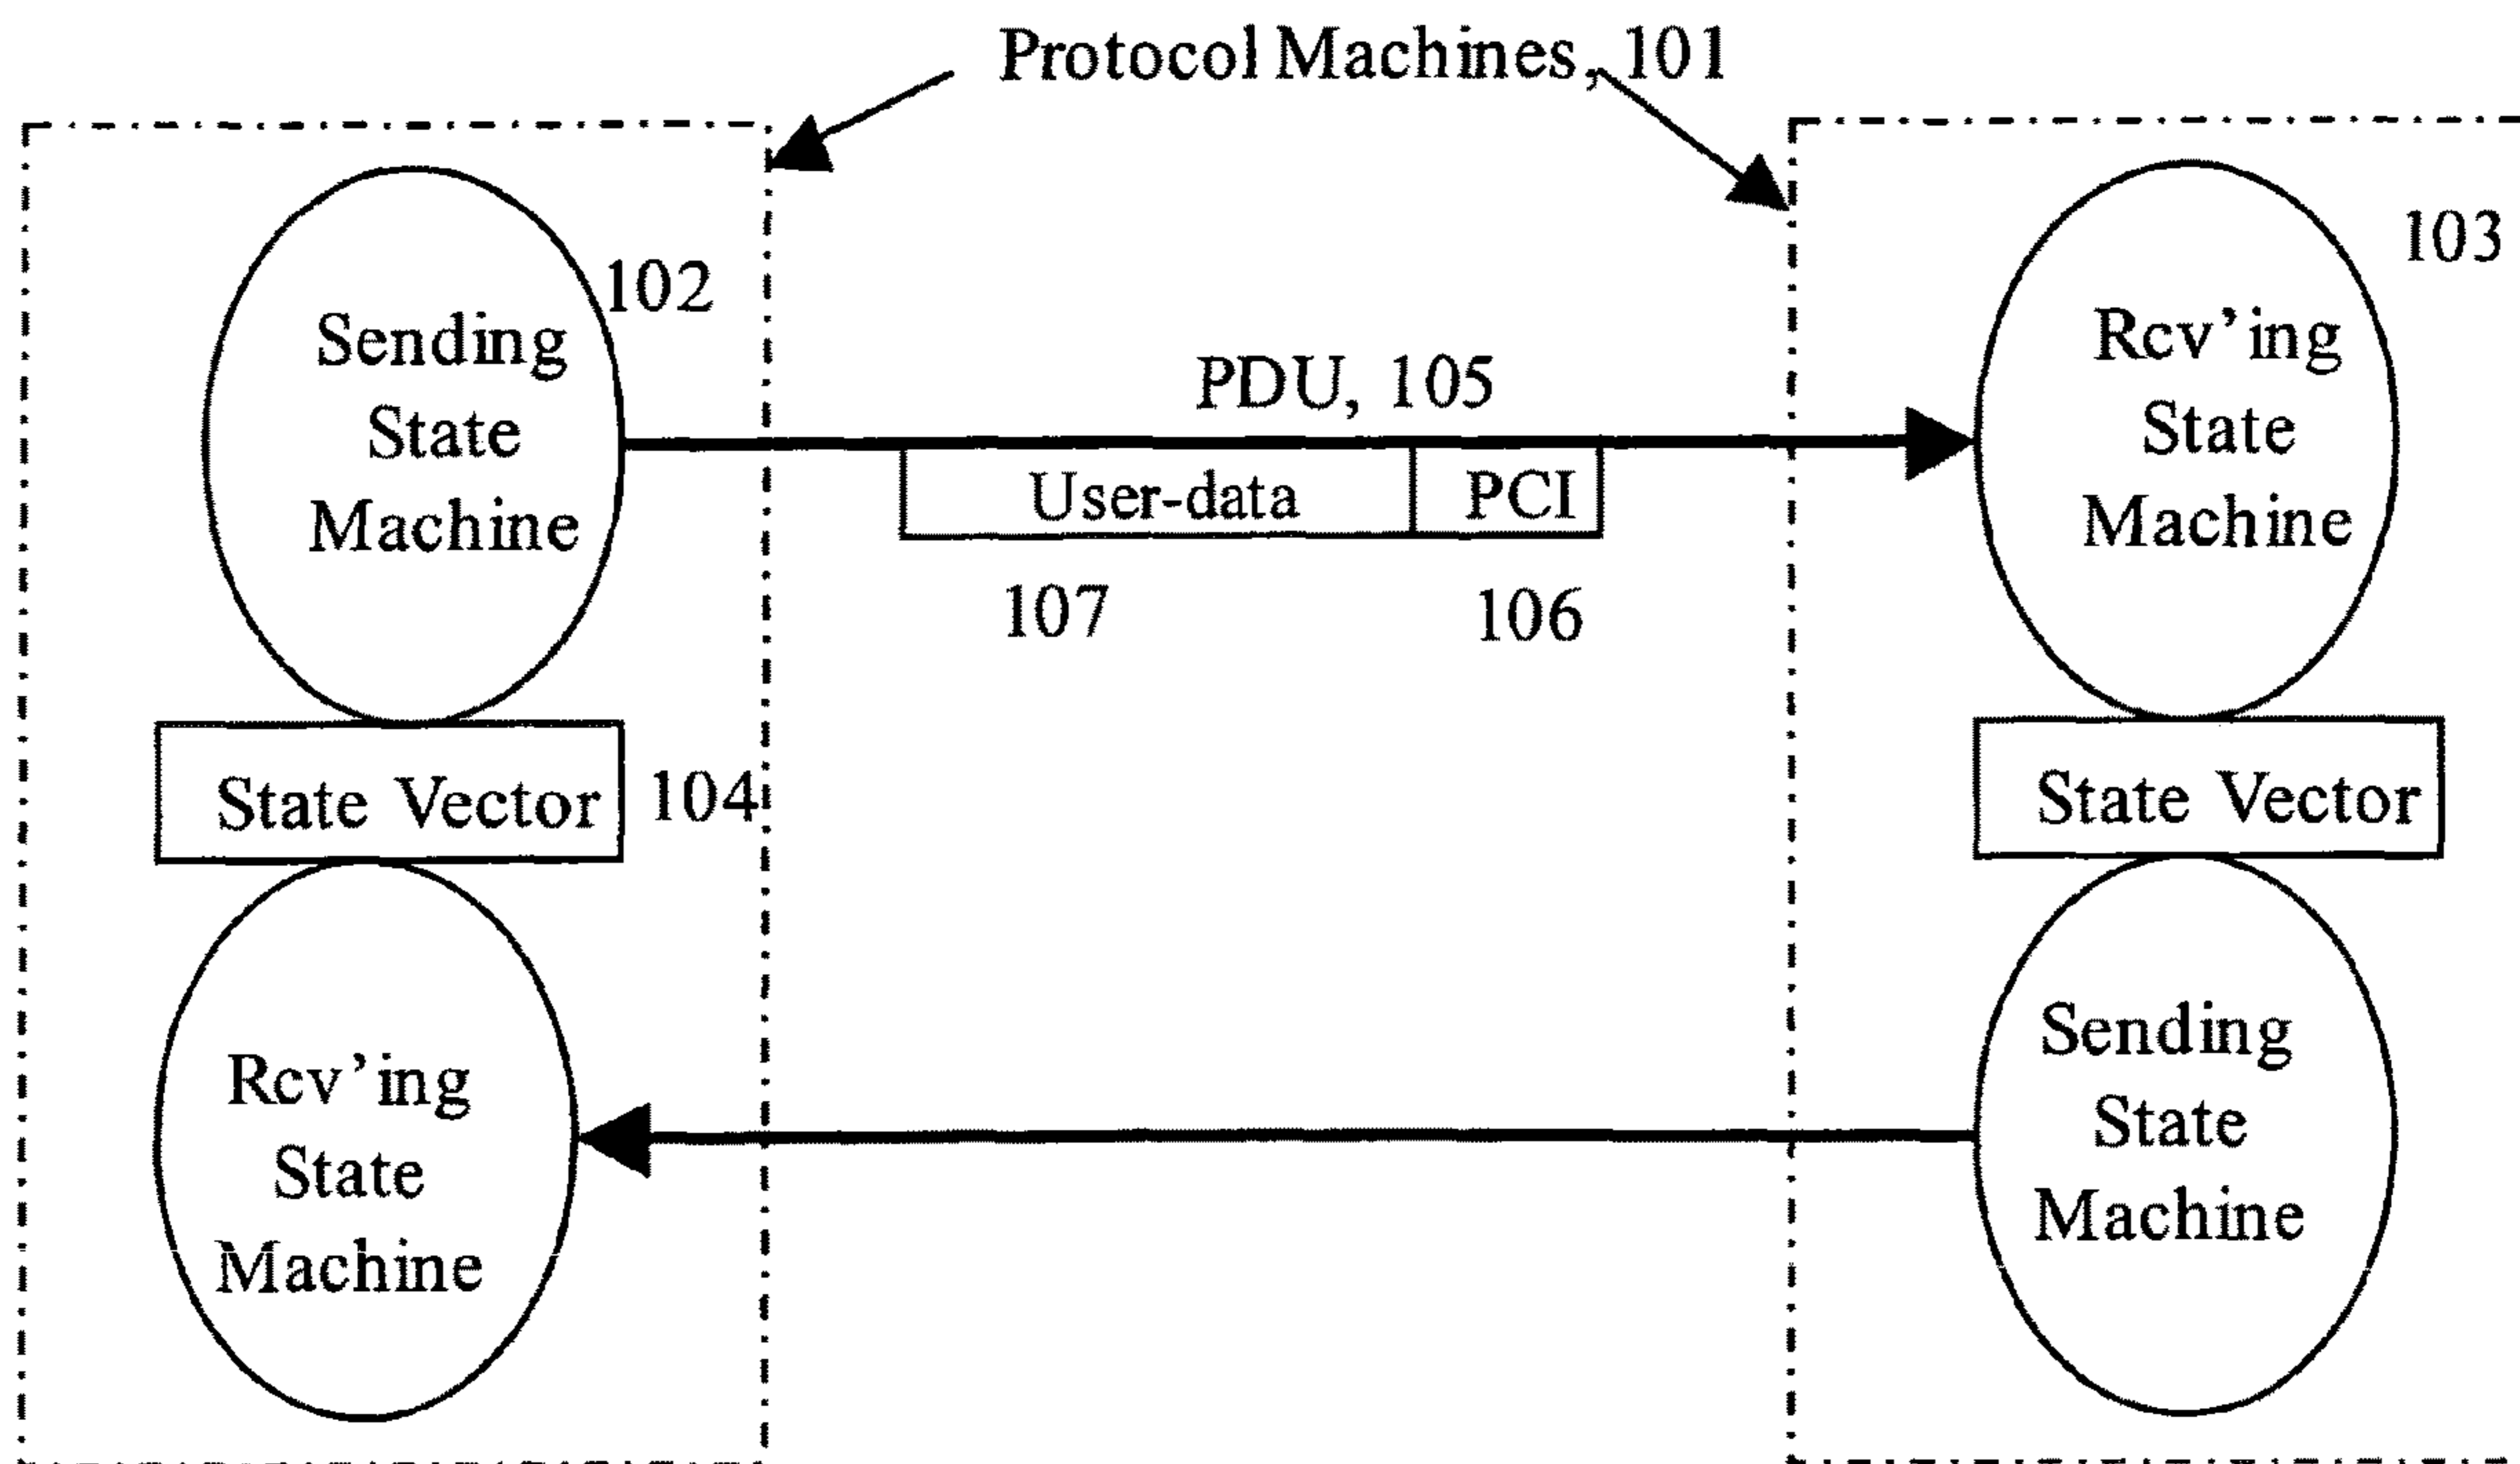 Protocol Machines, 101
102
Sending
State
Machine
103
Rcv'ing
State
Machine
PDU, 105
User-data
PCI
107
106
State Vector
104
State Vector
Rcv'ing
State
Machine
Sending
State
Machine